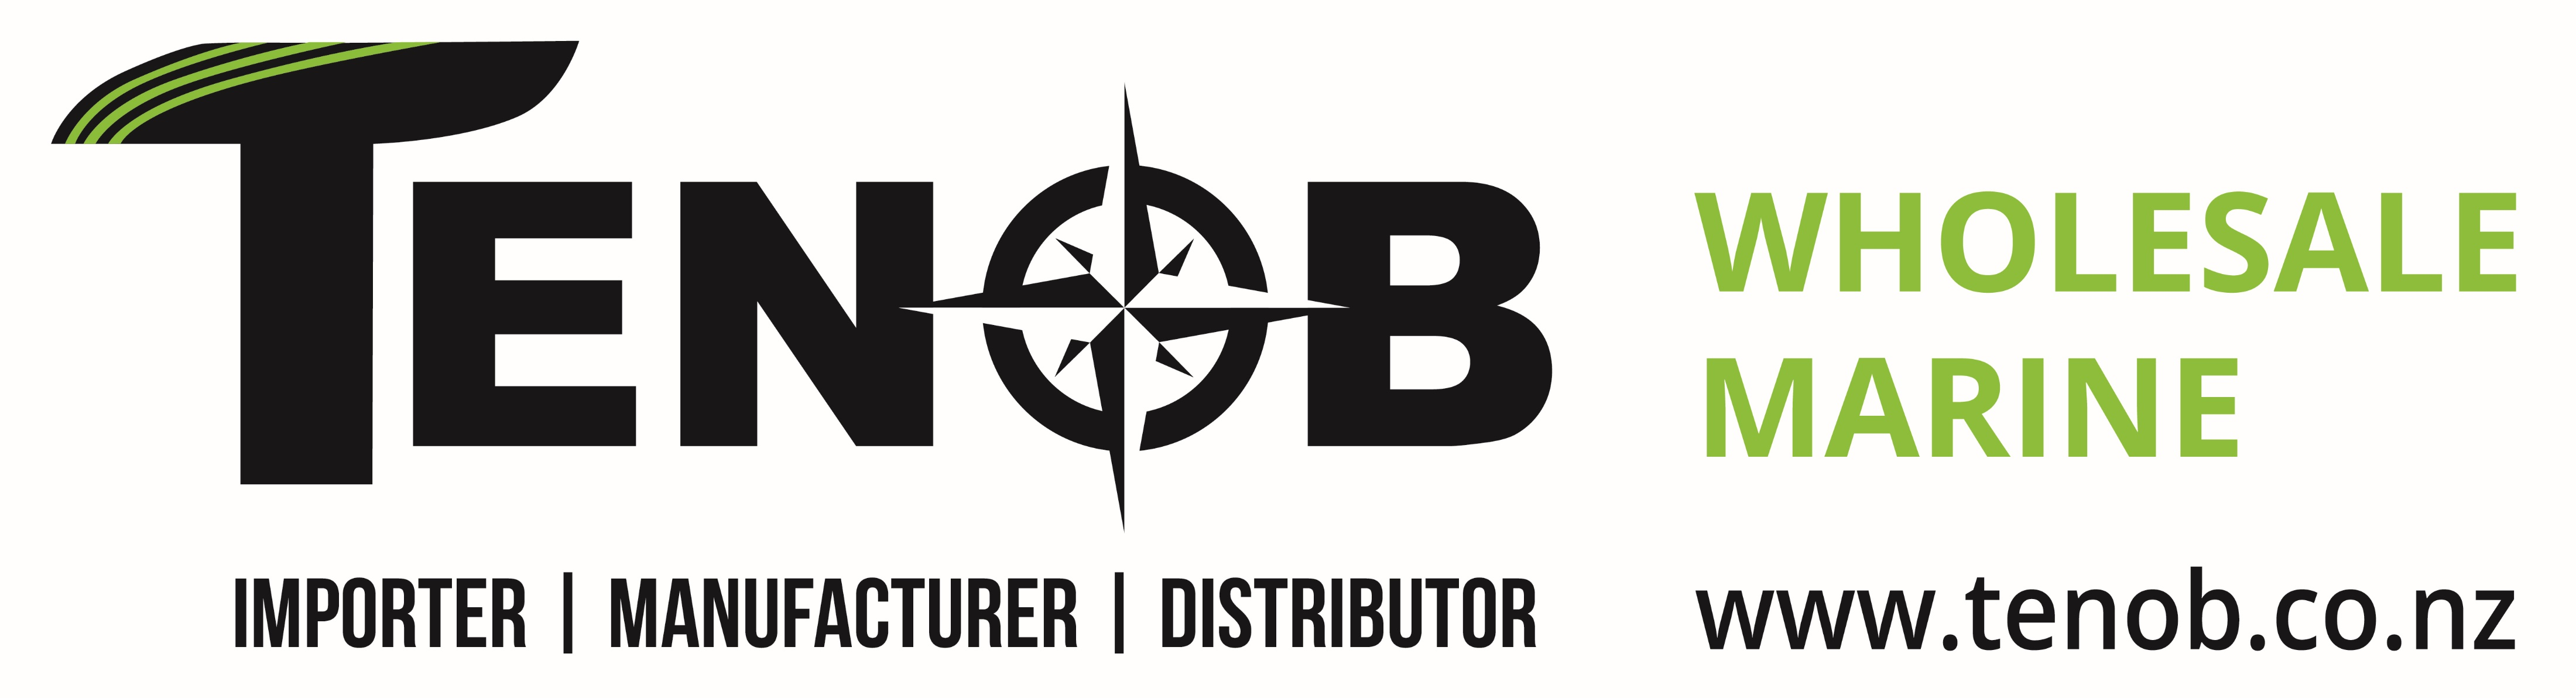 TENOB
WHOLESALE
MARINE
IMPORTER | MANUFACTURER | DISTRIBUTOR
www.tenob.co.nz